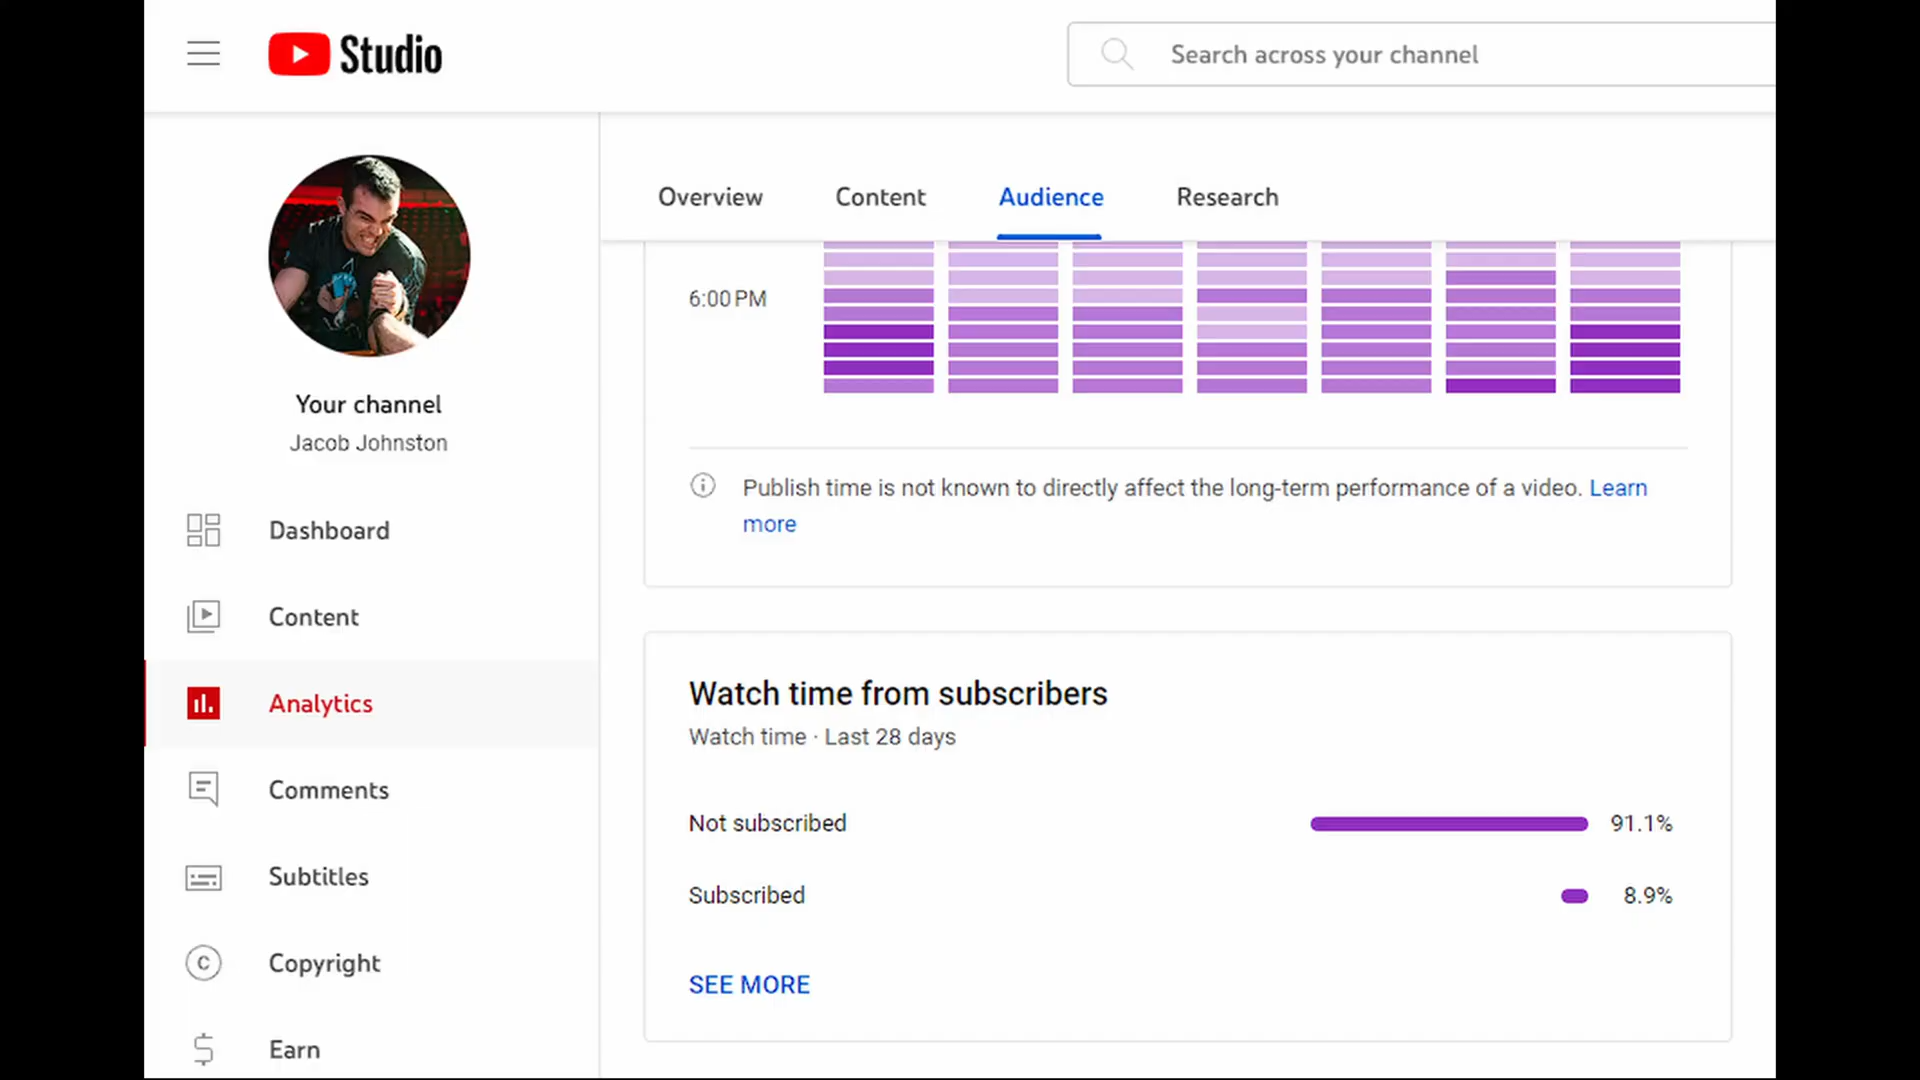 Studio
Search across your channel
Overview
Content
Audience
Research
6:00 PM
Your channel
Jacob Johnston
Dashboard
Content
Analytics
Comments
Subtitles
Copyright
Earn
Publish time is not known to directly affect the long-term performance of a video. Learn
more
Watch time from subscribers
Watch time · Last 28 days
Not subscribed 91.1%
Subscribed 8.9%
SEE MORE